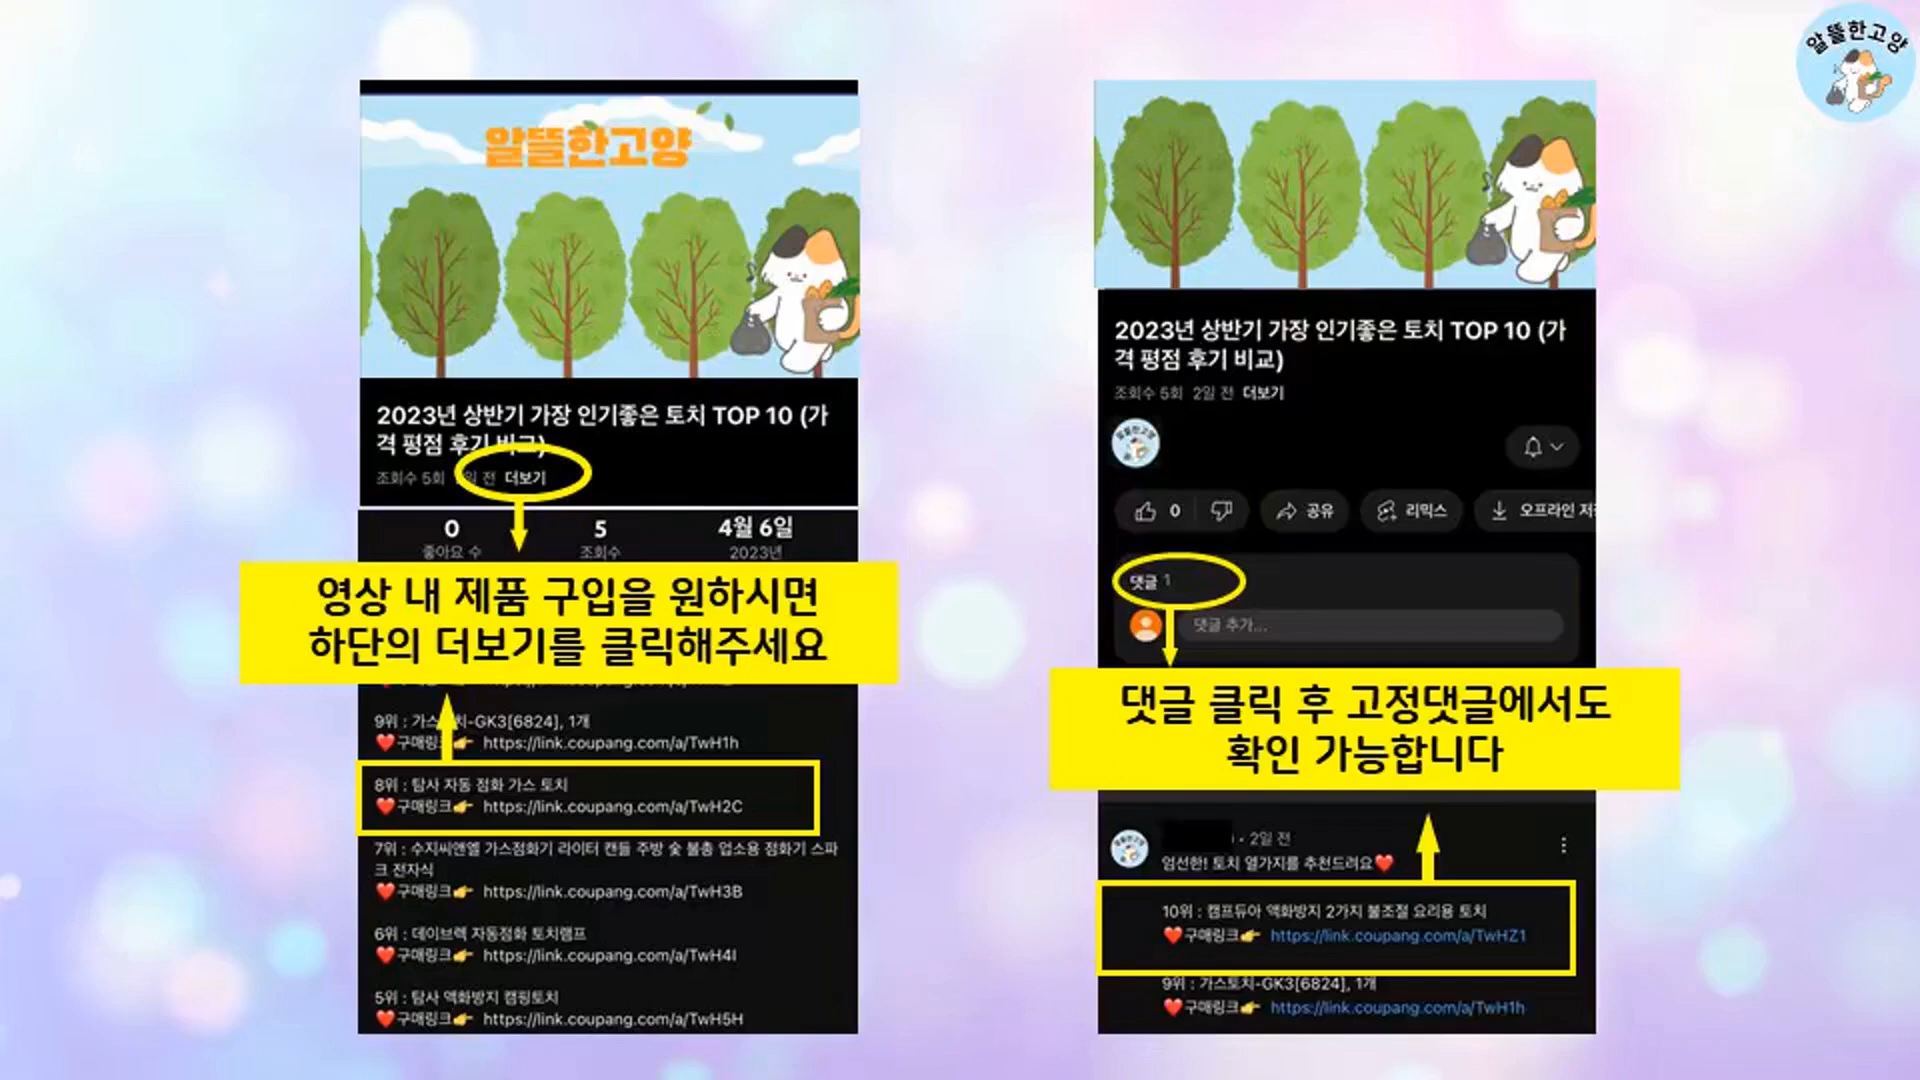 알뜰한고양
알뜰한고양
2023년 상반기 가장 인기좋은 토치 TOP 10 (가
격 평점 후기 비교)
조회수 5회 일 전 더보기
0 5 4월 6일
좋아요 수 조회수 2023년
영상 내 제품 구입을 원하시면
하단의 더보기를 클릭해주세요
9위 : 가스토치-GK3[6824], 1개
❤️구매링크👉 https://link.coupang.com/a/TwH1h
8위 : 탐사 자동 점화 가스 토치
❤️구매링크👉 https://link.coupang.com/a/TwH2C
7위 : 수지씨앤엘 가스점화기 라이터 캔들 주방 숯 불총 업소용 점화기 스파
크 전자식
❤️구매링크👉 https://link.coupang.com/a/TwH3B
6위 : 데이브렉 자동점화 토치램프
❤️구매링크👉 https://link.coupang.com/a/TwH4I
5위 : 탐사 액화방지 캠핑토치
❤️구매링크👉 https://link.coupang.com/a/TwH5H
2023년 상반기 가장 인기좋은 토치 TOP 10 (가
격 평점 후기 비교)
조회수 5회 2일 전 더보기
0 공유 리믹스 오프라인 저
댓글 1
댓글 추가...
댓글 클릭 후 고정댓글에서도
확인 가능합니다
• 2일 전
엄선한! 토치 열가지를 추천드려요❤️
10위 : 캠프듀아 액화방지 2가지 불조절 요리용 토치
❤️구매링크👉 https://link.coupang.com/a/TwHZ1
9위 : 가스토치-GK3[6824], 1개
❤️구매링크👉 https://link.coupang.com/a/TwH1h